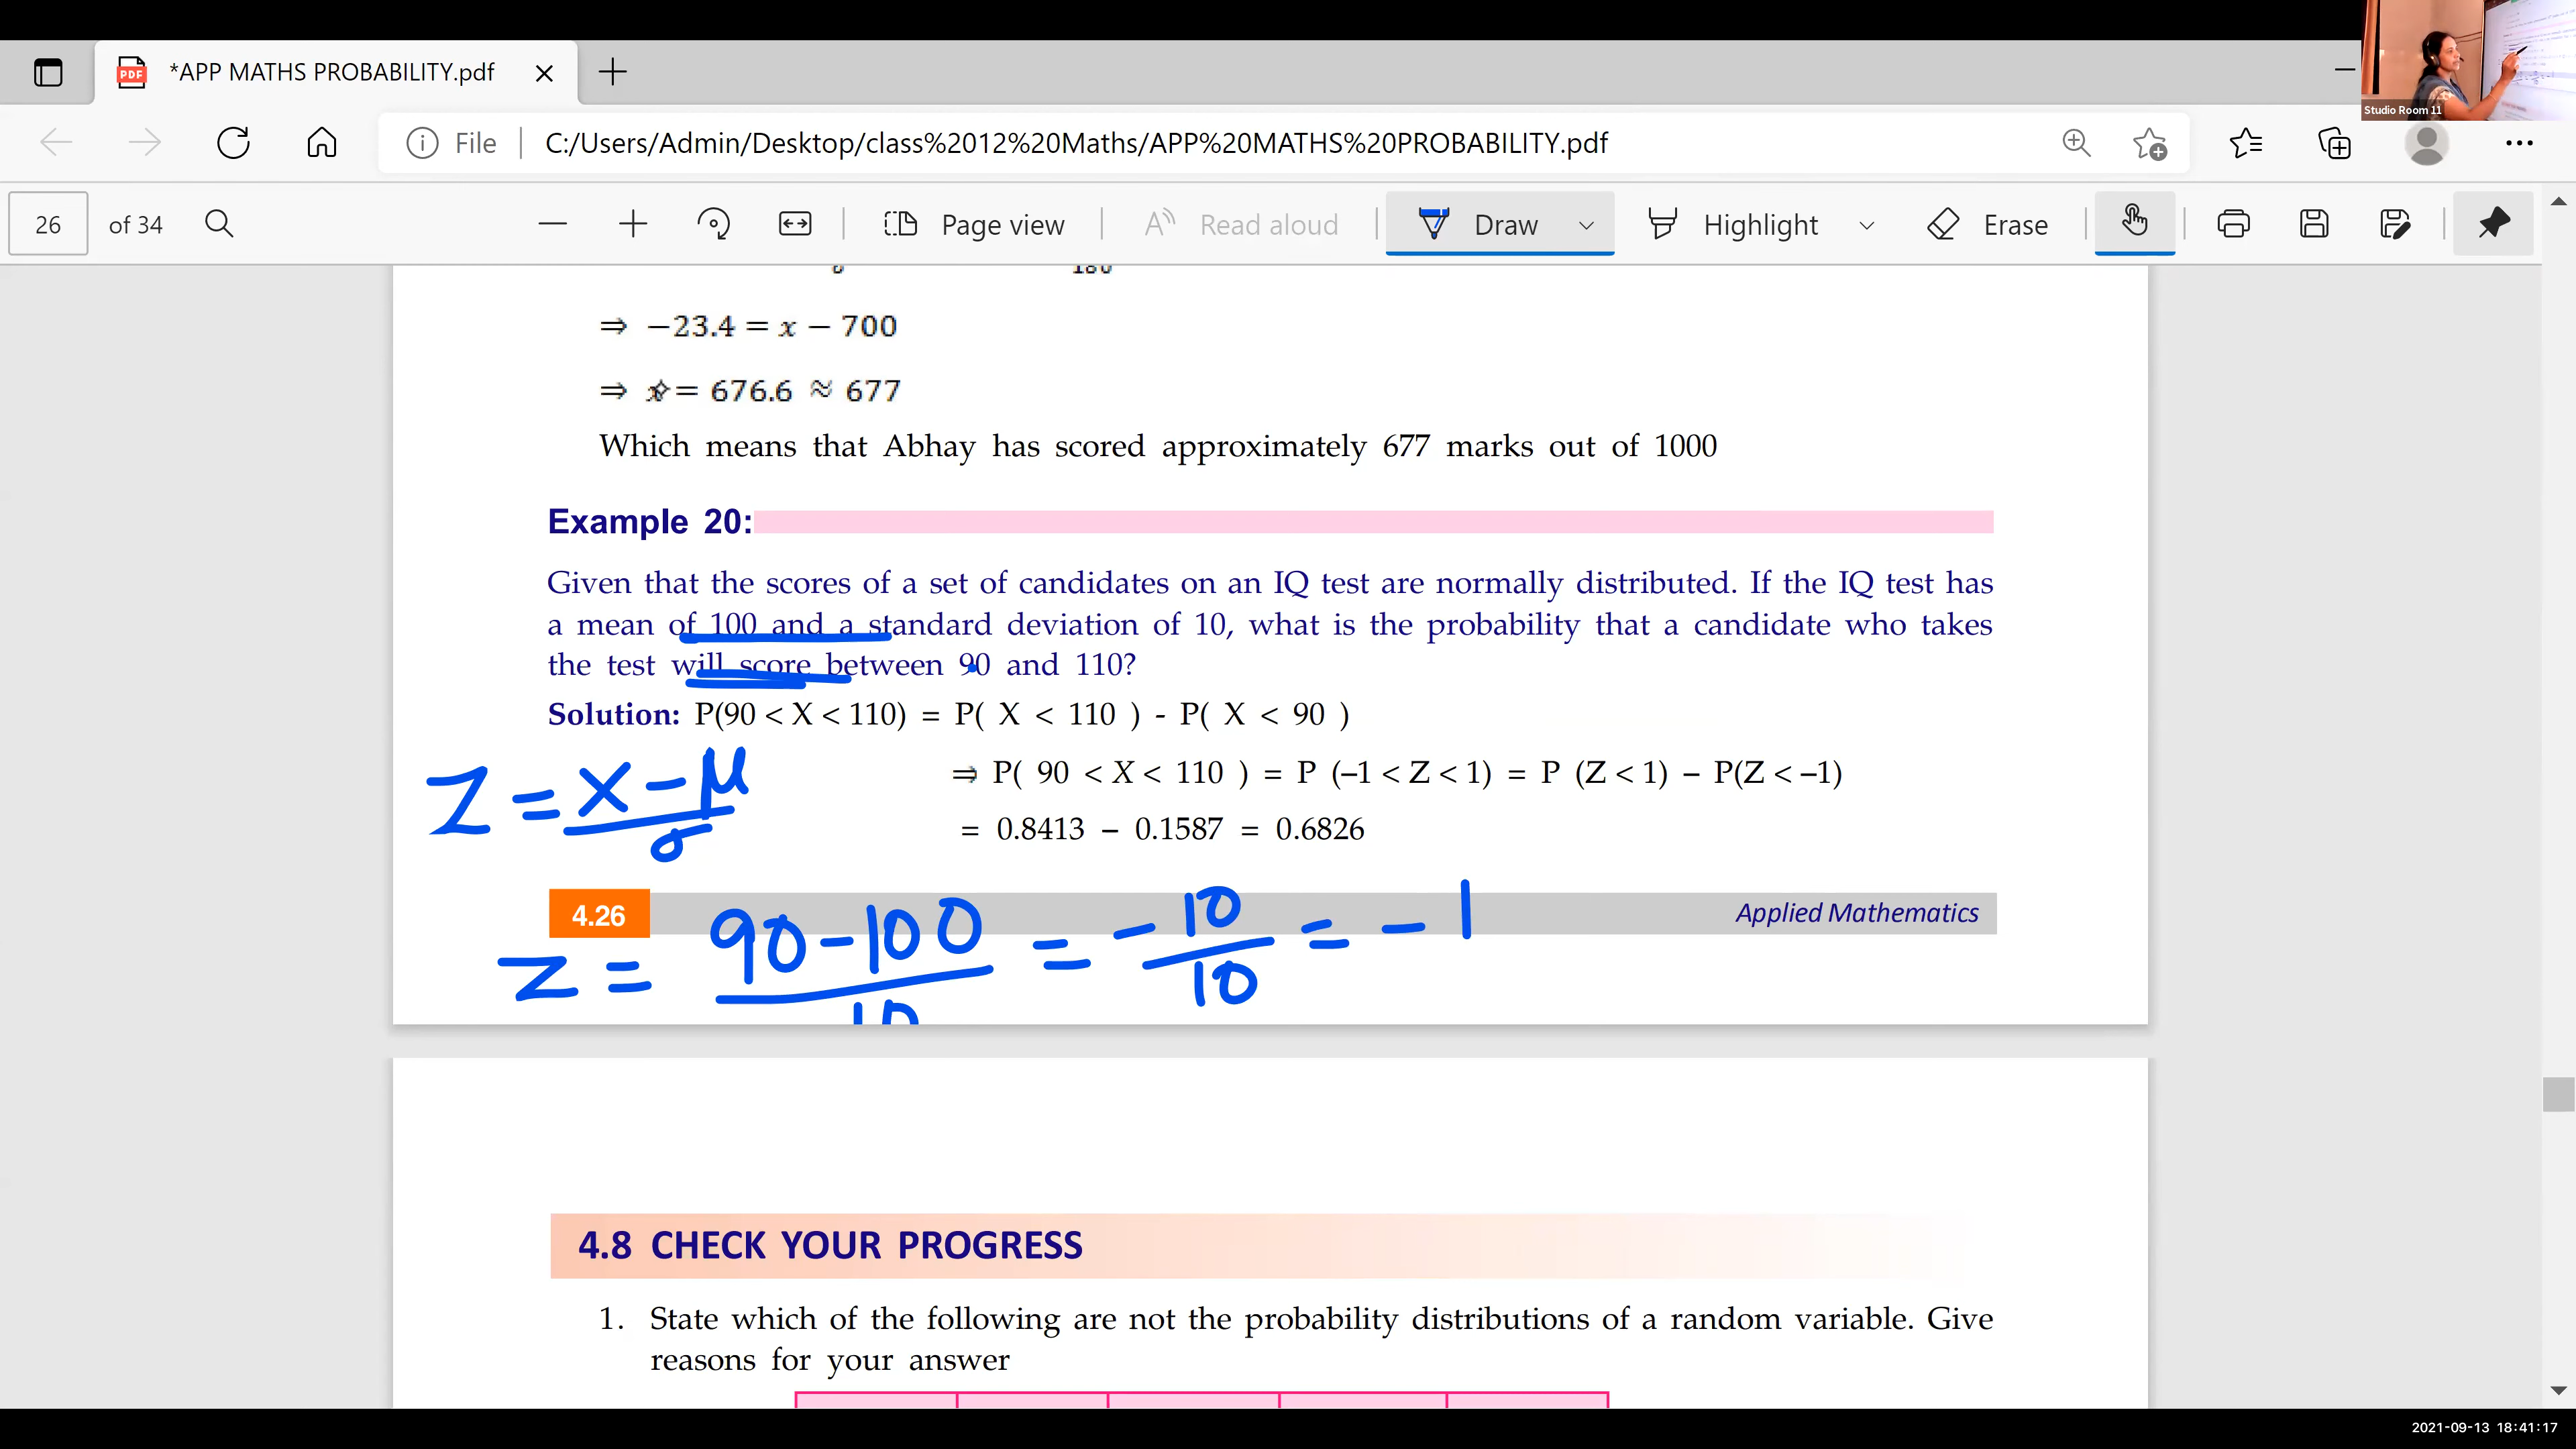 *APP MATHS PROBABILITY.pdf
Studio Room 11
File C:/Users/Admin/Desktop/class%2012%20Maths/APP%20MATHS%20PROBABILITY.pdf
26 of 34 Page view Read aloud Draw Highlight Erase
180
⇒ −23.4 = x − 700
⇒ x = 676.6 ≈ 677
Which means that Abhay has scored approximately 677 marks out of 1000
Example 20:
Given that the scores of a set of candidates on an IQ test are normally distributed. If the IQ test has
a mean of 100 and a standard deviation of 10, what is the probability that a candidate who takes
the test will score between 90 and 110?
Solution: P(90 < X < 110) = P( X < 110 ) - P( X < 90 )
⇒ P( 90 < X < 110 ) = P (–1 < Z < 1) = P (Z < 1) – P(Z < –1)
= 0.8413 – 0.1587 = 0.6826
Z = X − μ / σ
4.26 Applied Mathematics
Z = 90 − 100 / 10 = − 10 / 10 = − 1
4.8 CHECK YOUR PROGRESS
1. State which of the following are not the probability distributions of a random variable. Give
reasons for your answer
2021-09-13 18:41:17